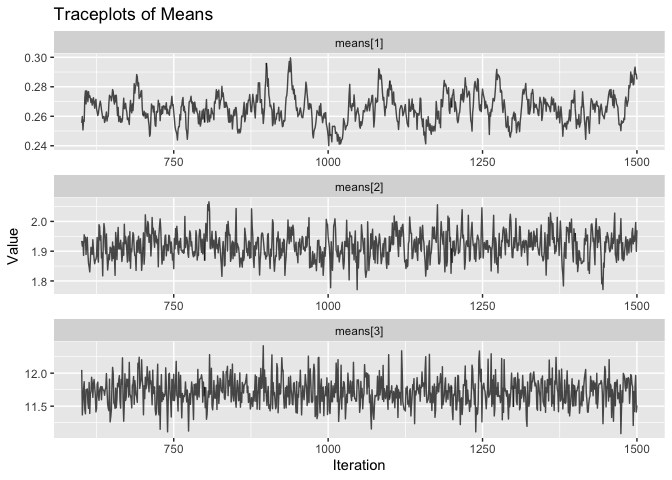 Traceplots of Means
means[1]
0.30
0.28
0.26
0.24
750 1000 1250 1500
means[2]
2.0
1.9
1.8
750 1000 1250 1500
means[3]
12.0
11.5
750 1000 1250 1500
Value
Iteration